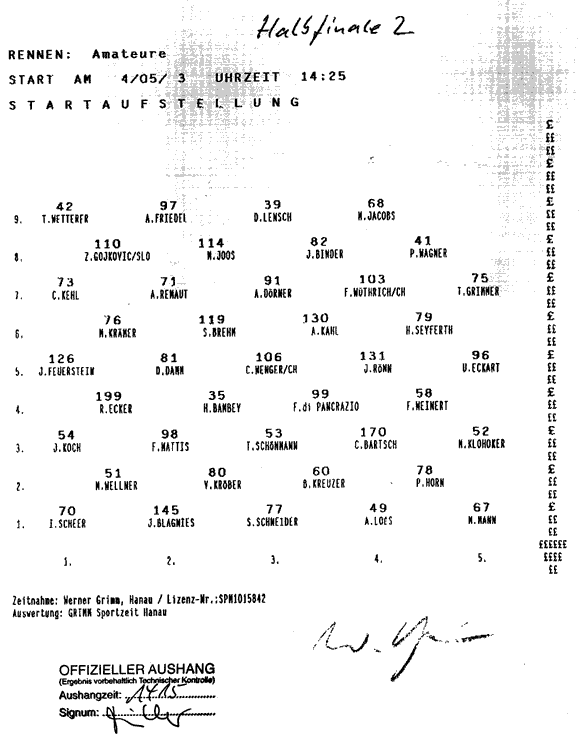 Halbfinale 2
RENNEN: Amateure
START AM 4/05/ 3 UHRZEIT 14:25
S T A R T A U F S T E L L U N G
£
££
££
££
££
££
£
42 97 39 68
9. T.WETTERER A.FRIEDEL D.LENSCH M.JACOBS
110 114 82 41
8. Z.GOJKOVIC/SLO M.JOOS J.BINDER P.WAGNER
73 71 91 103 75
7. C.KEHL A.RENAUT A.DÖRNER F.WÜTHRICH/CH T.GRIMMER
76 119 130 79
6. M.KRÄMER S.BREHM A.KAHL H.SEYFERTH
126 81 106 131 96
5. J.FEUERSTEIN D.DAMM C.WENGER/CH J.RÖNN U.ECKART
199 35 99 58
4. R.ECKER H.BAMBEY F.di PANCRAZIO F.WEINERT
54 98 53 170 52
3. J.KOCH F.MATTIS T.SCHÖNMANN C.BARTSCH M.KLOHOKER
51 80 60 78
2. M.WELLNER V.KRÖBER B.KREUZER P.HORN
70 145 77 49 67
1. I.SCHEER J.BLAGNIES S.SCHNEIDER A.LOES M.MANN
££££££
1. 2. 3. 4. 5. ££££
££
Zeitnahme: Werner Grimm, Hanau / Lizenz-Nr.:SPM1015842
Auswertung: GRIMM Sportzeit Hanau
OFFIZIELLER AUSHANG
(Ergebnis vorbehaltlich Technischer Kontrolle)
Aushangzeit: 1415
Signum: